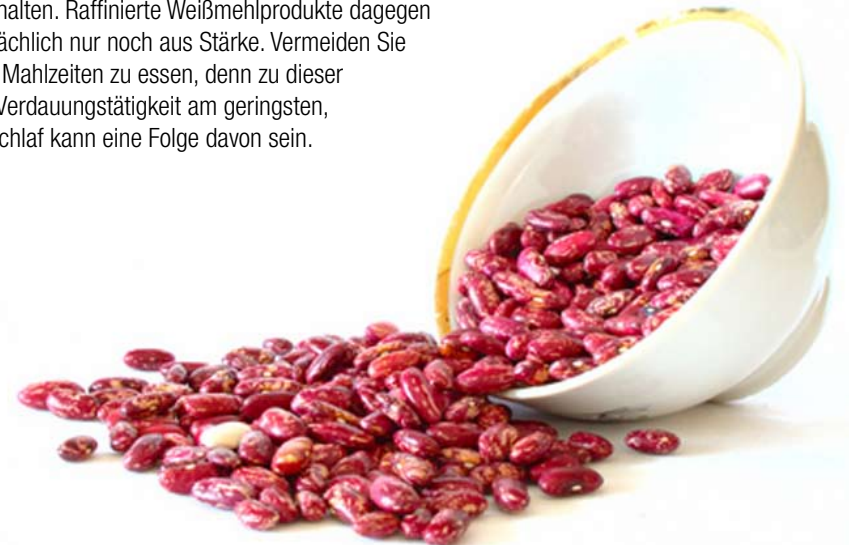 halten. Raffinierte Weißmehlprodukte dagegen
ächlich nur noch aus Stärke. Vermeiden Sie
Mahlzeiten zu essen, denn zu dieser
Verdauungstätigkeit am geringsten,
chlaf kann eine Folge davon sein.